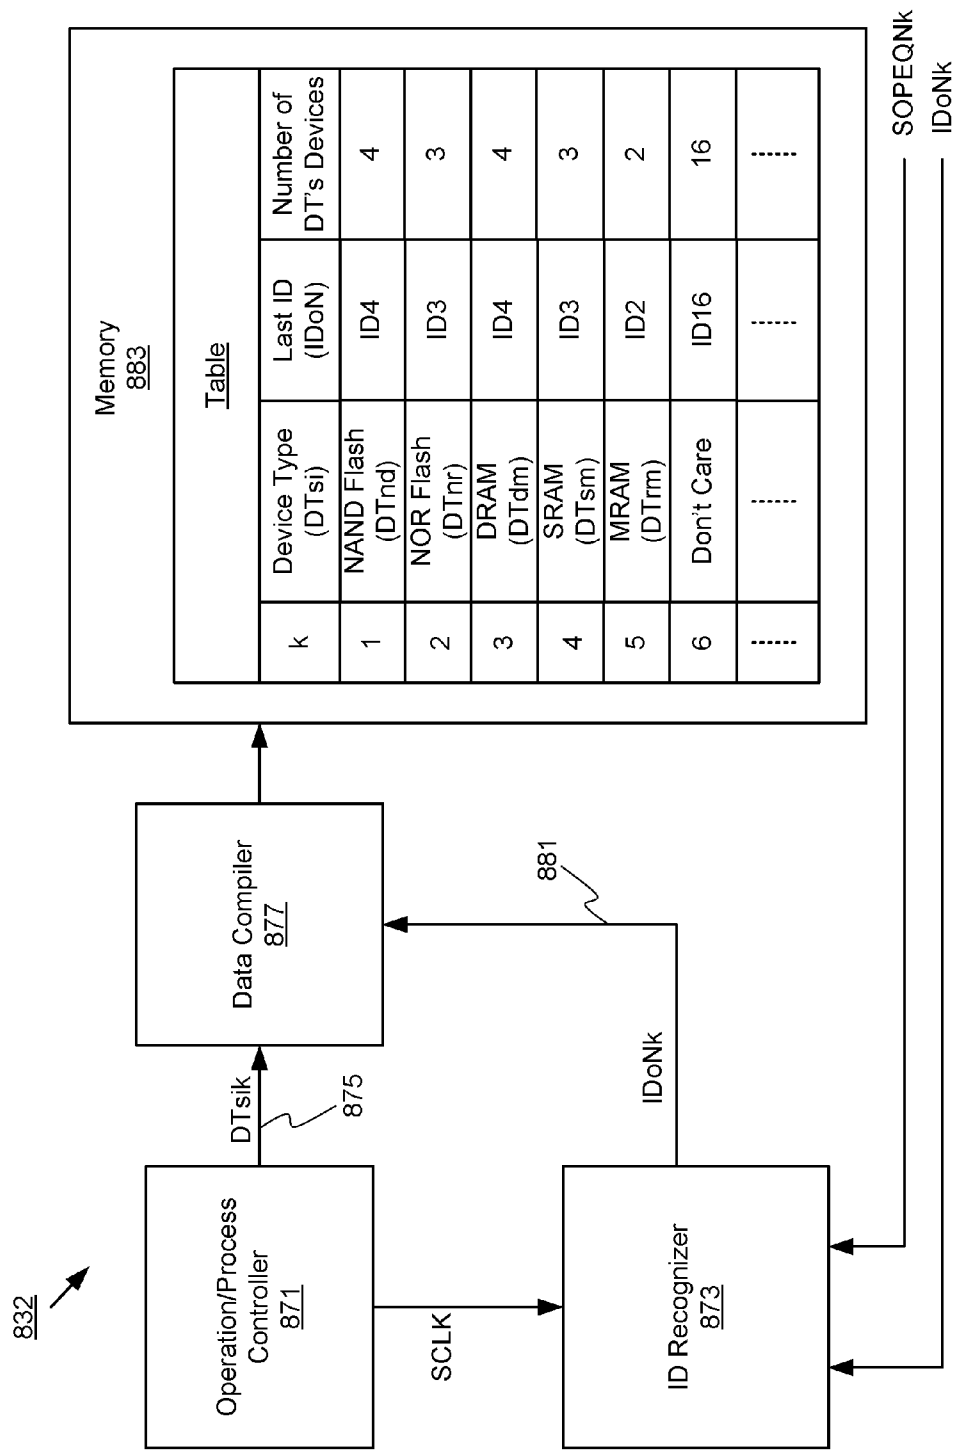 832
Operation/Process
Controller
871
DTsik
875
Data Compiler
877
SCLK
ID Recognizer
873
IDoNk
881
Memory
883
Table
k
Device Type
(DTsi)
Last ID
(IDoN)
Number of
DT's Devices
1
NAND Flash
(DTnd)
ID4
4
2
NOR Flash
(DTnr)
ID3
3
3
DRAM
(DTdm)
ID4
4
4
SRAM
(DTsm)
ID3
3
5
MRAM
(DTrm)
ID2
2
6
Don't Care
ID16
16
......
......
......
......
SOPEQNk
IDoNk